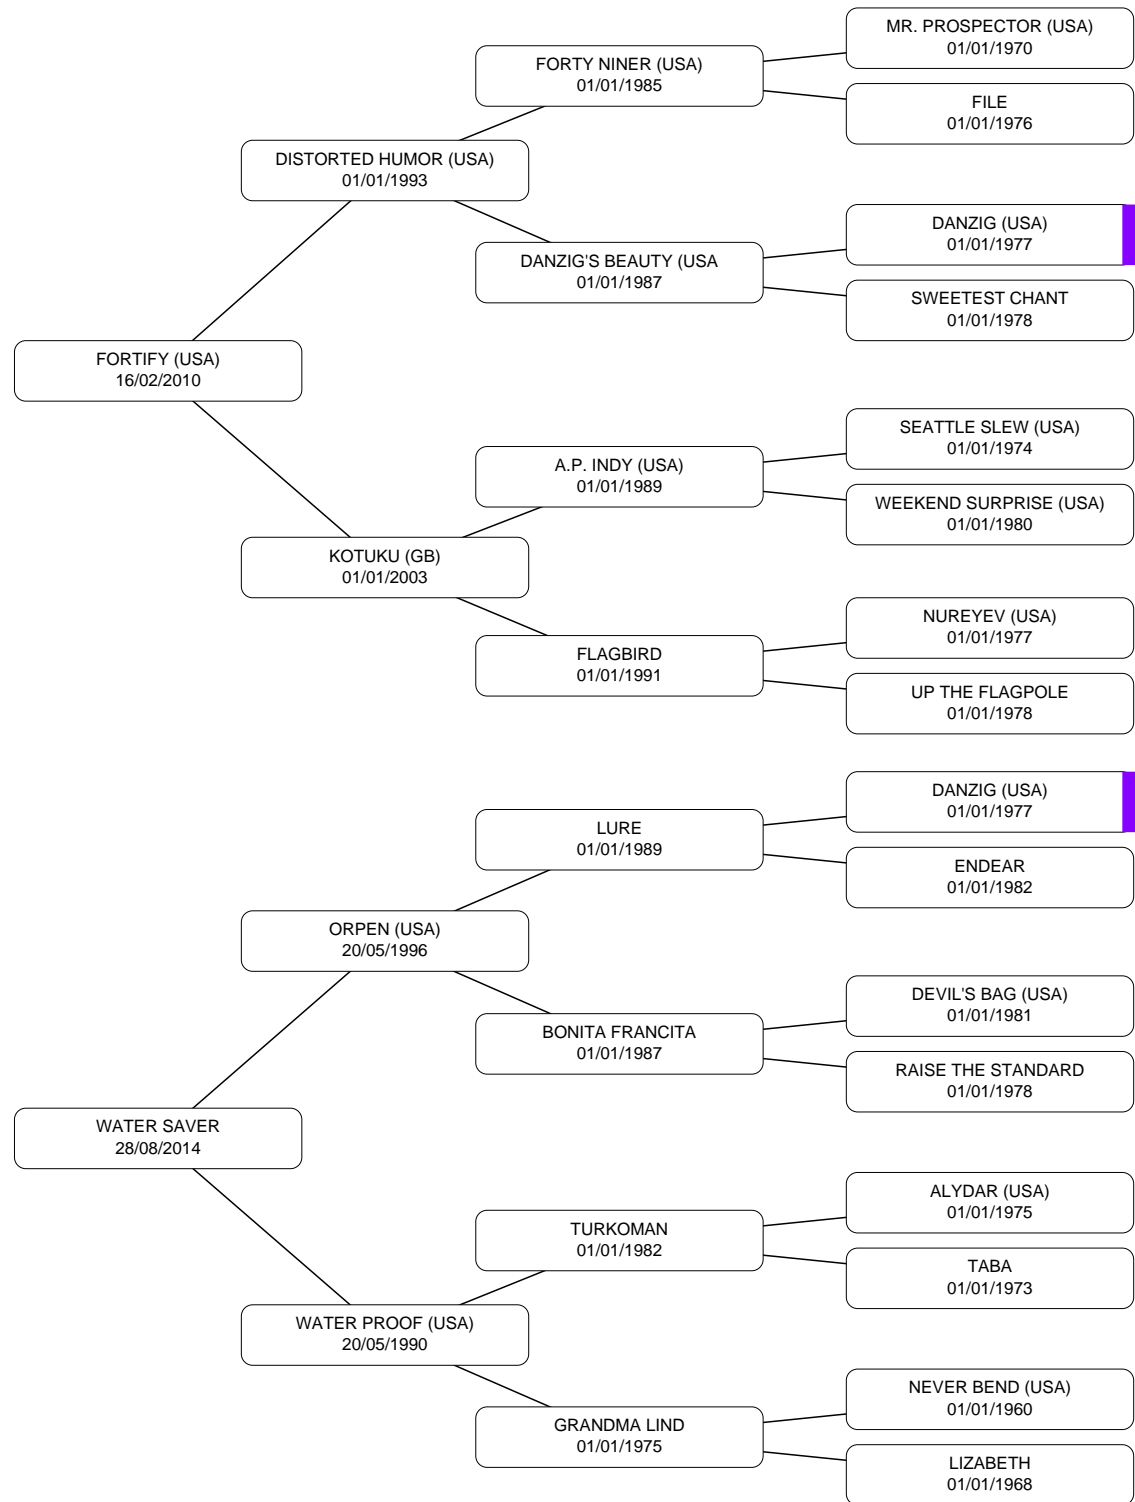 MR. PROSPECTOR (USA)
01/01/1970
FORTY NINER (USA)
01/01/1985
FILE
01/01/1976
DISTORTED HUMOR (USA)
01/01/1993
DANZIG (USA)
01/01/1977
DANZIG'S BEAUTY (USA
01/01/1987
SWEETEST CHANT
01/01/1978
FORTIFY (USA)
16/02/2010
SEATTLE SLEW (USA)
01/01/1974
A.P. INDY (USA)
01/01/1989
WEEKEND SURPRISE (USA)
01/01/1980
KOTUKU (GB)
01/01/2003
NUREYEV (USA)
01/01/1977
FLAGBIRD
01/01/1991
UP THE FLAGPOLE
01/01/1978
DANZIG (USA)
01/01/1977
LURE
01/01/1989
ENDEAR
01/01/1982
ORPEN (USA)
20/05/1996
DEVIL'S BAG (USA)
01/01/1981
BONITA FRANCITA
01/01/1987
RAISE THE STANDARD
01/01/1978
WATER SAVER
28/08/2014
ALYDAR (USA)
01/01/1975
TURKOMAN
01/01/1982
TABA
01/01/1973
WATER PROOF (USA)
20/05/1990
NEVER BEND (USA)
01/01/1960
GRANDMA LIND
01/01/1975
LIZABETH
01/01/1968